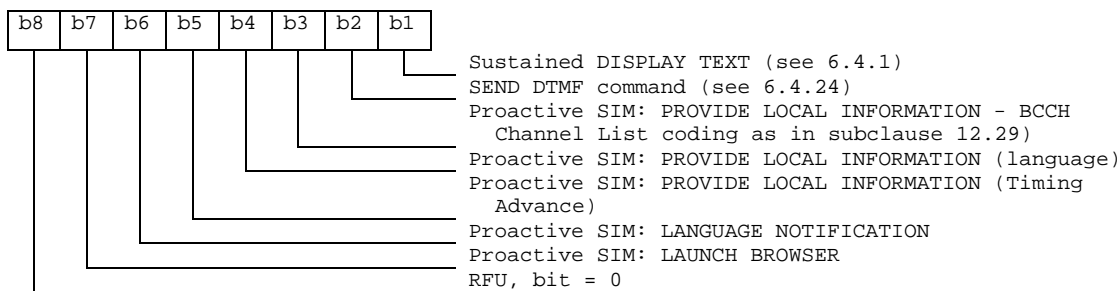 b8 b7 b6 b5 b4 b3 b2 b1
Sustained DISPLAY TEXT (see 6.4.1)
SEND DTMF command (see 6.4.24)
Proactive SIM: PROVIDE LOCAL INFORMATION - BCCH
Channel List coding as in subclause 12.29)
Proactive SIM: PROVIDE LOCAL INFORMATION (language)
Proactive SIM: PROVIDE LOCAL INFORMATION (Timing
Advance)
Proactive SIM: LANGUAGE NOTIFICATION
Proactive SIM: LAUNCH BROWSER
RFU, bit = 0